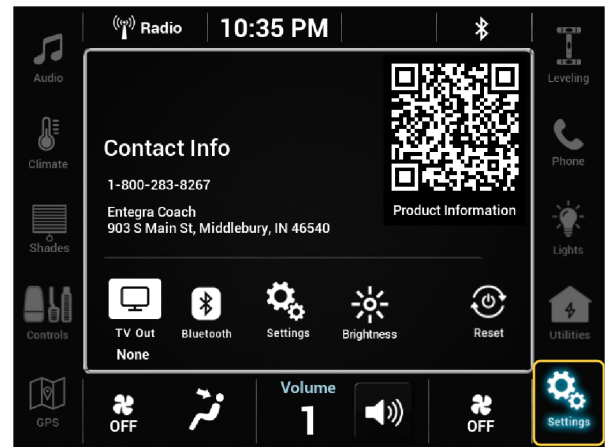 Radio
10:35 PM
Audio
Climate
Shades
Controls
GPS
Contact Info
1-800-283-8267
Entegra Coach
903 S Main St, Middlebury, IN 46540
Product Information
TV Out
None
Bluetooth
Settings
Brightness
Reset
Leveling
Phone
Lights
Utilities
Settings
OFF
Volume
1
OFF